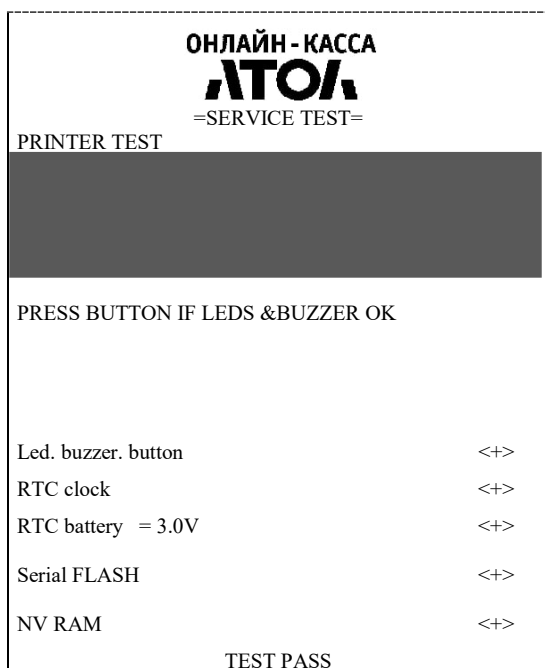 ОНЛАЙН-КАССА
АТОЛ
=SERVICE TEST=
PRINTER TEST
PRESS BUTTON IF LEDS &BUZZER OK
Led. buzzer. button <+>
RTC clock <+>
RTC battery = 3.0V <+>
Serial FLASH <+>
NV RAM <+>
TEST PASS